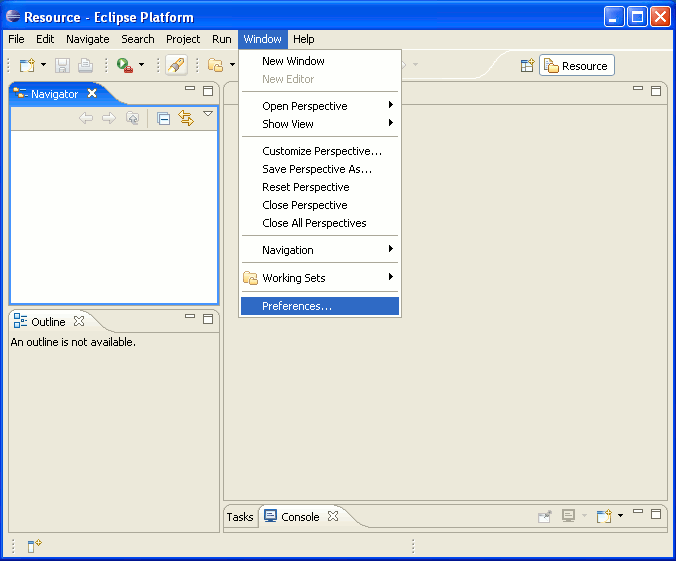 Resource - Eclipse Platform
File Edit Navigate Search Project Run Window Help
Resource
Navigator
New Window
New Editor
Open Perspective
Show View
Customize Perspective...
Save Perspective As...
Reset Perspective
Close Perspective
Close All Perspectives
Navigation
Working Sets
Preferences...
Outline
An outline is not available.
Tasks Console